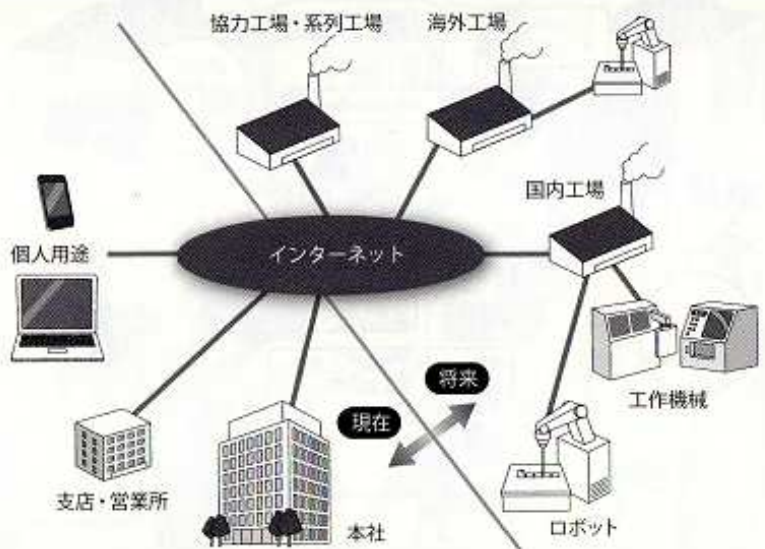 協力工場・系列工場
海外工場
国内工場
個人用途
インターネット
将来
現在
工作機械
支店・営業所
本社
ロボット